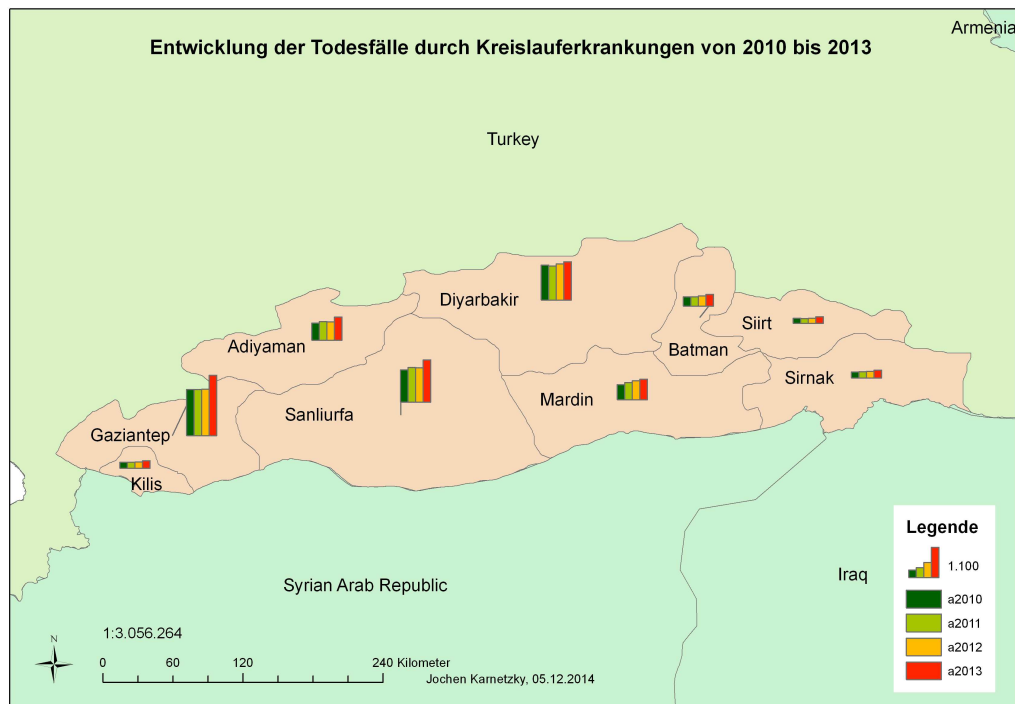 Armenia
Entwicklung der Todesfälle durch Kreislauferkrankungen von 2010 bis 2013
Turkey
Diyarbakir
Siirt
Adiyaman
Batman
Sirnak
Mardin
Sanliurfa
Gaziantep
Kilis
Legende
1.100
a2010
a2011
a2012
a2013
Iraq
Syrian Arab Republic
N
1:3.056.264
0 60 120 240 Kilometer
Jochen Karnetzky, 05.12.2014